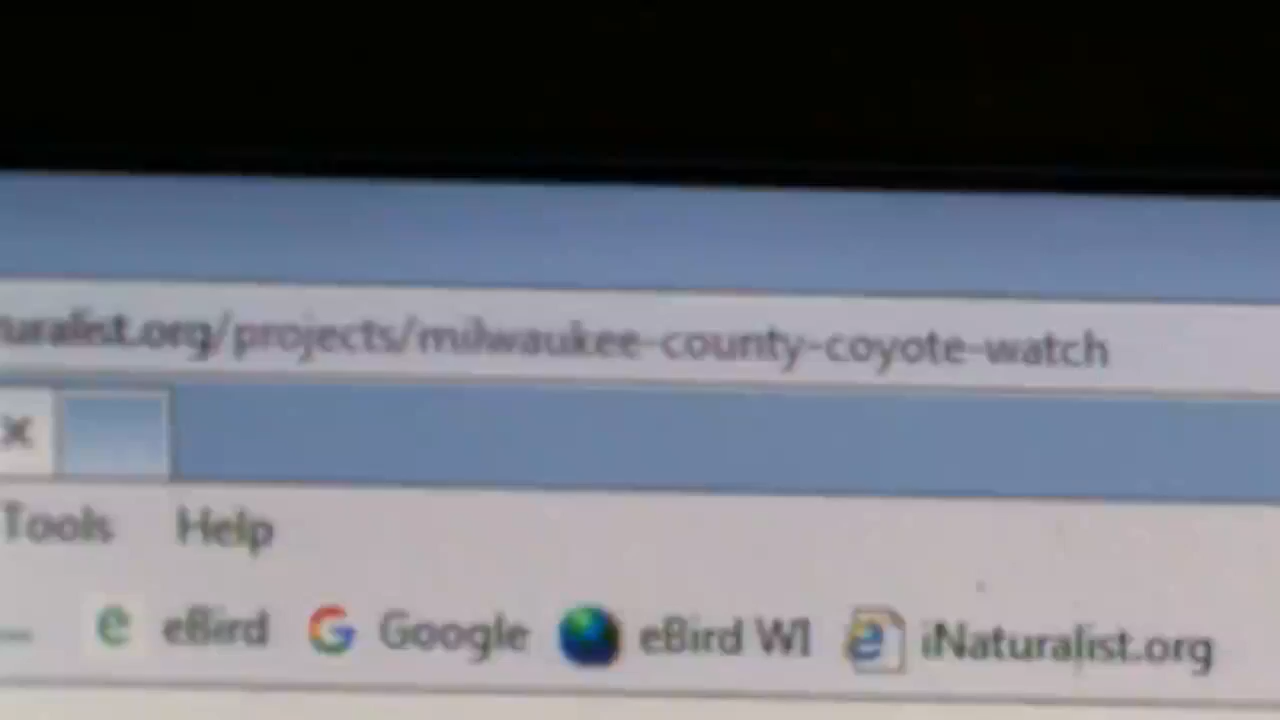 uralist.org/projects/milwaukee-county-coyote-watch
x
Tools Help
e eBird G Google eBird WI e iNaturalist.org